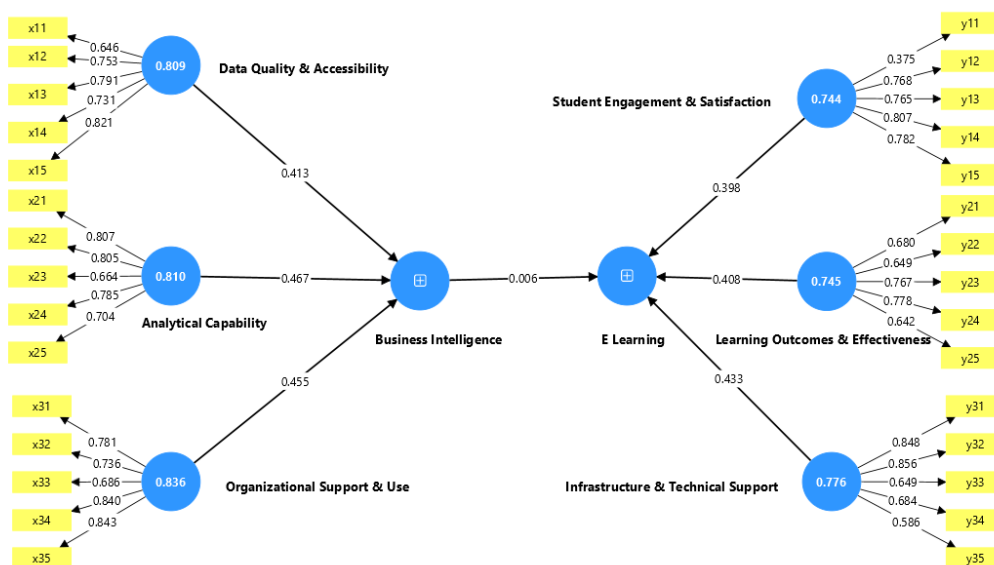 x11
x12
x13
x14
x15
0.646
0.753
0.791
0.731
0.821
0.809
Data Quality & Accessibility
0.413
x21
x22
x23
x24
x25
0.807
0.805
0.664
0.785
0.704
0.810
Analytical Capability
0.467
x31
x32
x33
x34
x35
0.781
0.736
0.686
0.840
0.843
0.836
Organizational Support & Use
0.455
Business Intelligence
0.006
E Learning
Student Engagement & Satisfaction
0.744
0.398
0.375
0.768
0.765
0.807
0.782
y11
y12
y13
y14
y15
0.408
0.745
Learning Outcomes & Effectiveness
0.680
0.649
0.767
0.778
0.642
y21
y22
y23
y24
y25
0.433
Infrastructure & Technical Support
0.776
0.848
0.856
0.649
0.684
0.586
y31
y32
y33
y34
y35